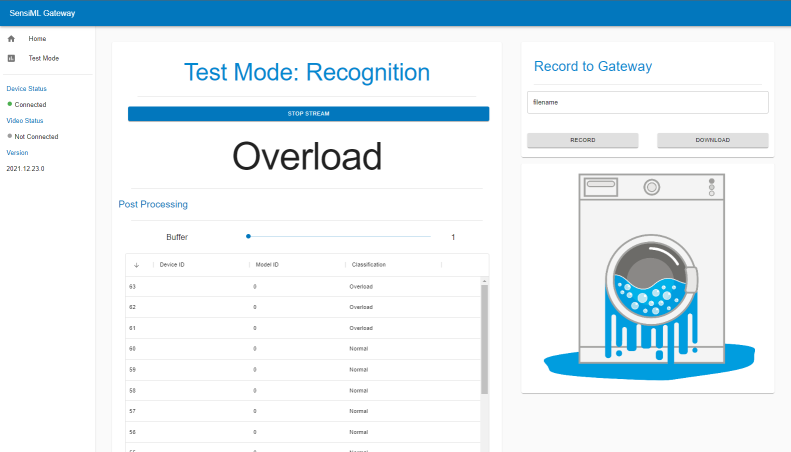 SensiML Gateway
Home
Test Mode
Device Status
Connected
Video Status
Not Connected
Version
2021.12.23.0
Test Mode: Recognition
STOP STREAM
Overload
Post Processing
Buffer 1
Device ID Model ID Classification
63 0 Overload
62 0 Overload
61 0 Overload
60 0 Normal
59 0 Normal
58 0 Normal
57 0 Normal
56 0 Normal
Record to Gateway
filename
RECORD DOWNLOAD